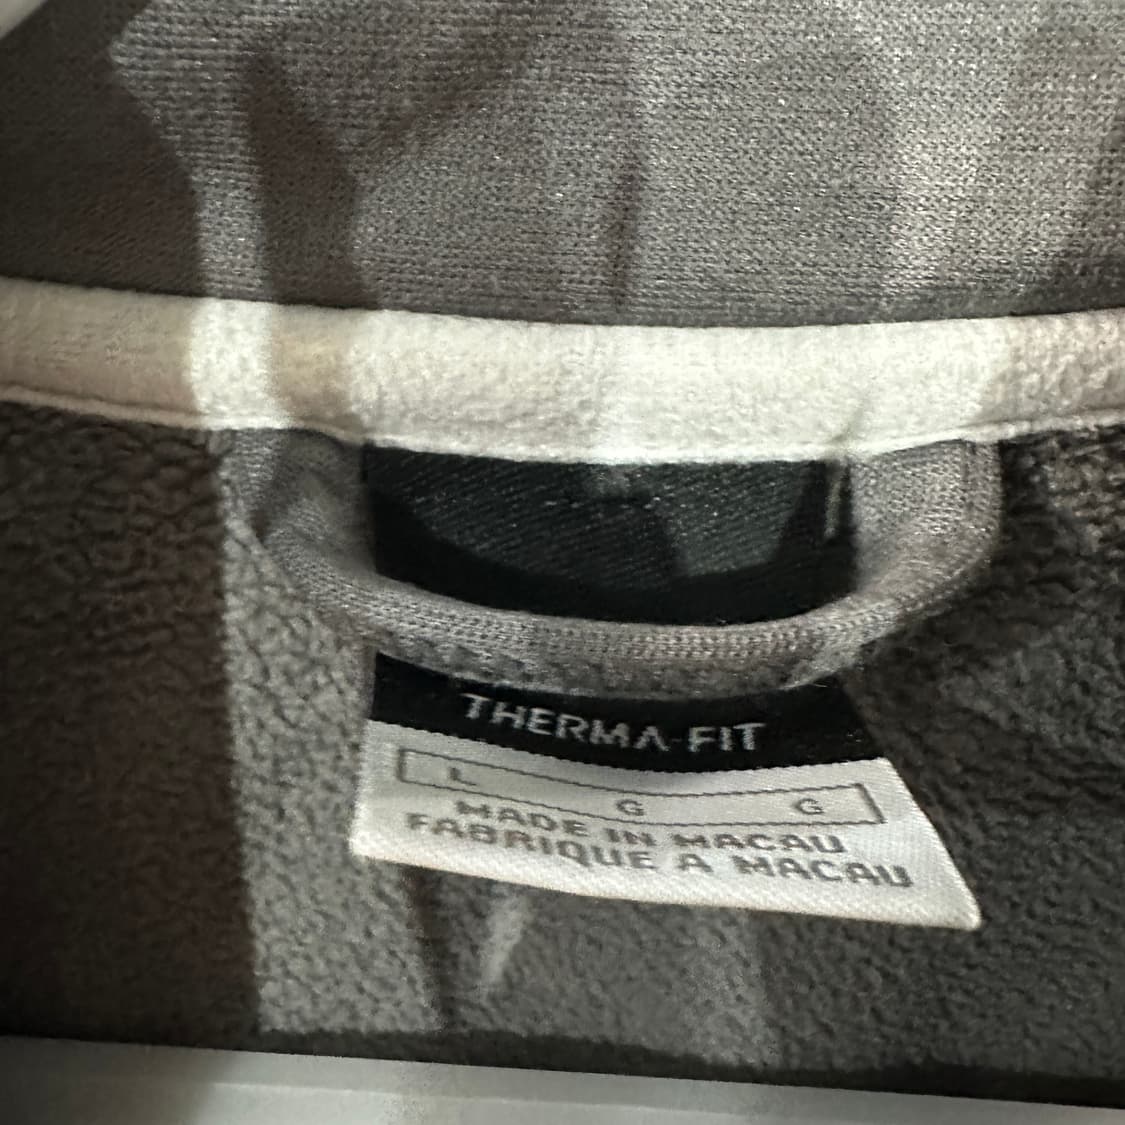 THERMA-FIT
L G G
MADE IN MACAU
FABRIQUE A MACAU